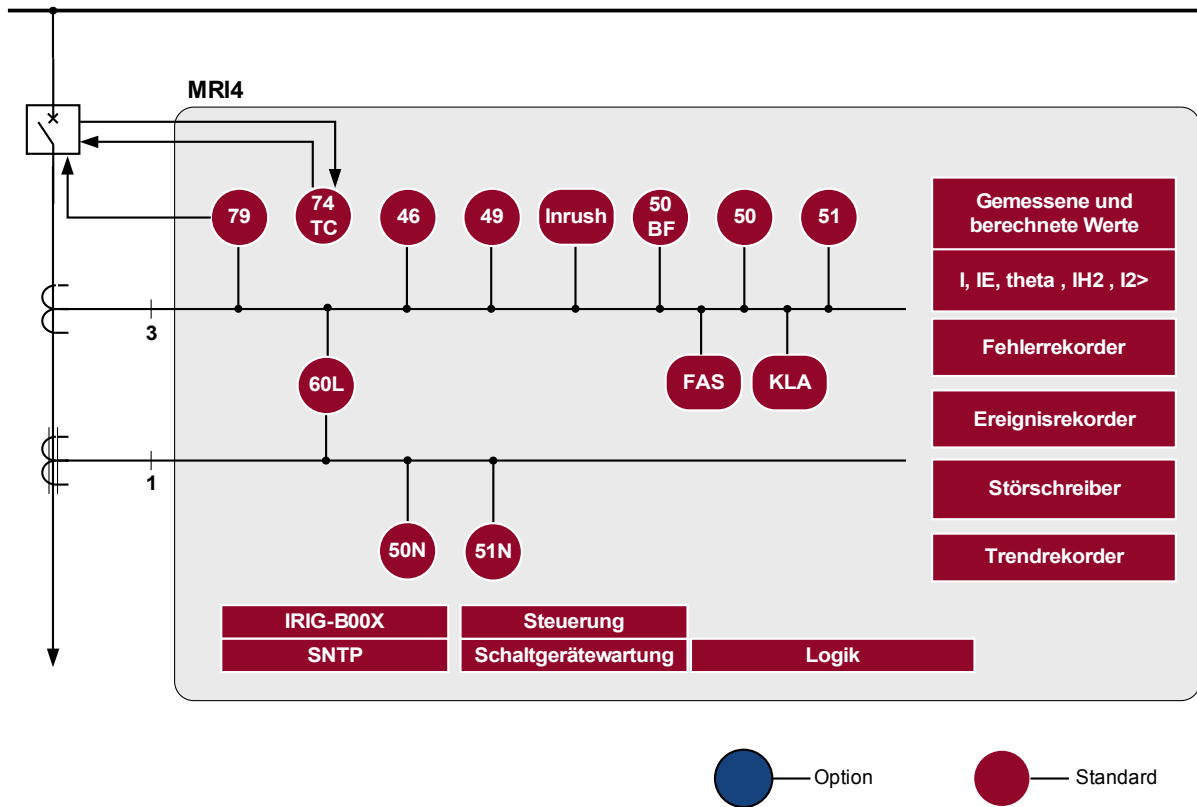 MRI4
79
74
TC
46
49
Inrush
50
BF
50
51
Gemessene und
berechnete Werte
I, IE, theta , IH2 , I2>
3
Fehlerrekorder
60L
FAS
KLA
Ereignisrekorder
1
Störschreiber
50N
51N
Trendrekorder
IRIG-B00X
Steuerung
SNTP
Schaltgerätewartung
Logik
Option
Standard